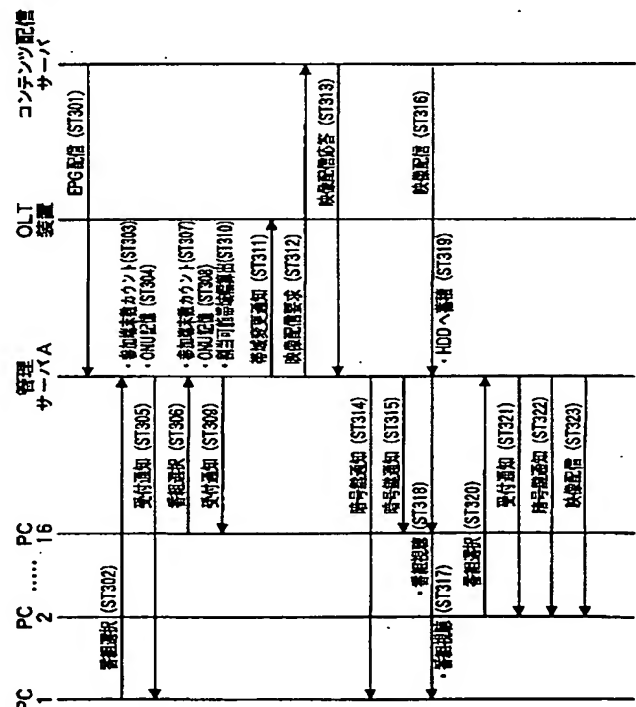 PC
1
PC
2
……
PC
16
管理
サーバA
OLT
装置
コンテンツ配信
サーバ
EPG配信 (ST301)
番組選択 (ST302)
・参加端末数カウント(ST303)
・ONU記憶 (ST304)
受付通知 (ST305)
番組選択 (ST306)
・参加端末数カウント(ST307)
・ONU記憶 (ST308)
受付通知 (ST309)
・割当可能帯域幅算出(ST310)
帯域変更通知 (ST311)
映像配信要求 (ST312)
映像配信応答 (ST313)
暗号鍵通知 (ST314)
暗号鍵通知 (ST315)
映像配信 (ST316)
・番組視聴 (ST317)
・番組視聴 (ST318)
・HDDへ蓄積 (ST319)
番組選択 (ST320)
受付通知 (ST321)
暗号鍵通知 (ST322)
映像配信 (ST323)